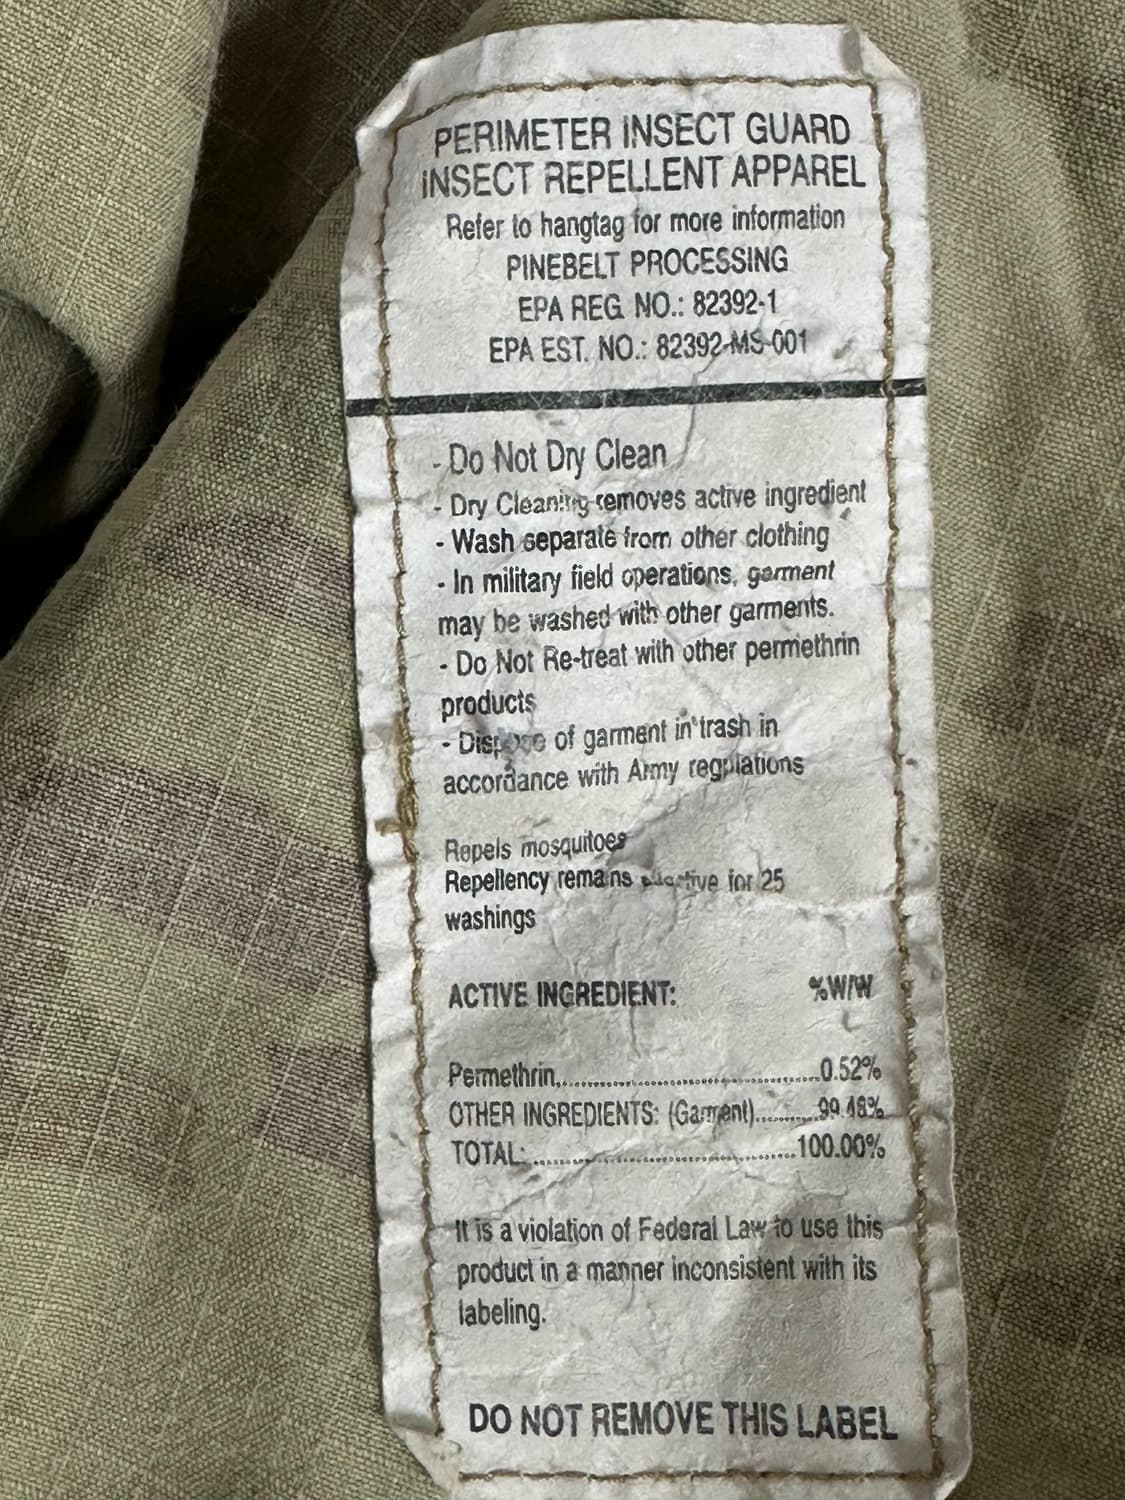 PERIMETER INSECT GUARD
INSECT REPELLENT APPAREL
Refer to hangtag for more information
PINEBELT PROCESSING
EPA REG. NO.: 82392-1
EPA EST. NO.: 82392-MS-001
- Do Not Dry Clean
- Dry Cleaning removes active ingredient
- Wash separate from other clothing
- In military field operations, garment
may be washed with other garments.
- Do Not Re-treat with other permethrin
products
- Dispose of garment in trash in
accordance with Army regulations
Repels mosquitoes
Repellency remains effective for 25
washings
ACTIVE INGREDIENT: %W/W
Permethrin..............................0.52%
OTHER INGREDIENTS: (Garment)..........99.48%
TOTAL:..............................100.00%
It is a violation of Federal Law to use this
product in a manner inconsistent with its
labeling.
DO NOT REMOVE THIS LABEL